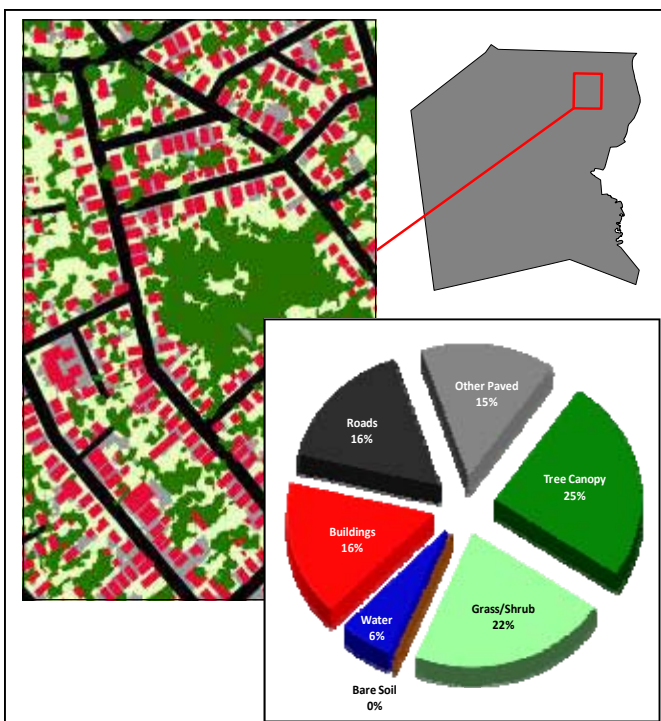 Other Paved
15%
Roads
16%
Tree Canopy
25%
Buildings
16%
Grass/Shrub
22%
Water
6%
Bare Soil
0%